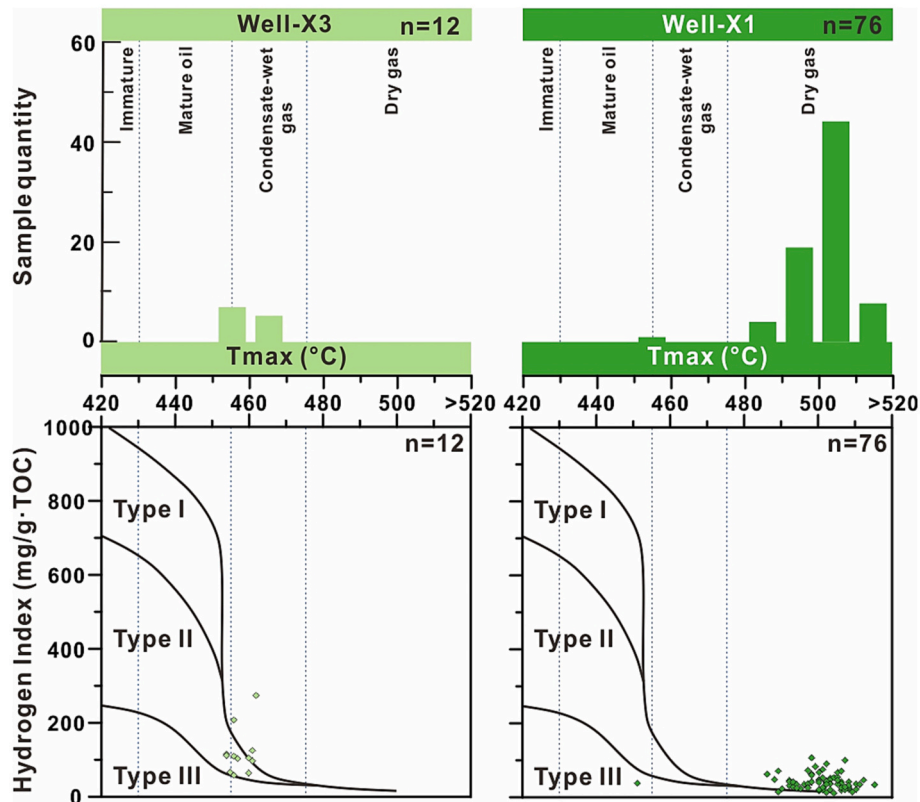 Well-X3 n=12
Well-X1 n=76
Sample quantity
60
40
20
0
Immature
Mature oil
Condensate-wet
gas
Dry gas
Immature
Mature oil
Condensate-wet
gas
Dry gas
Tmax (°C)
Tmax (°C)
420 440 460 480 500 >520
420 440 460 480 500 >520
Hydrogen Index (mg/g·TOC)
1000
800
600
400
200
0
n=12
Type I
Type II
Type III
n=76
Type I
Type II
Type III